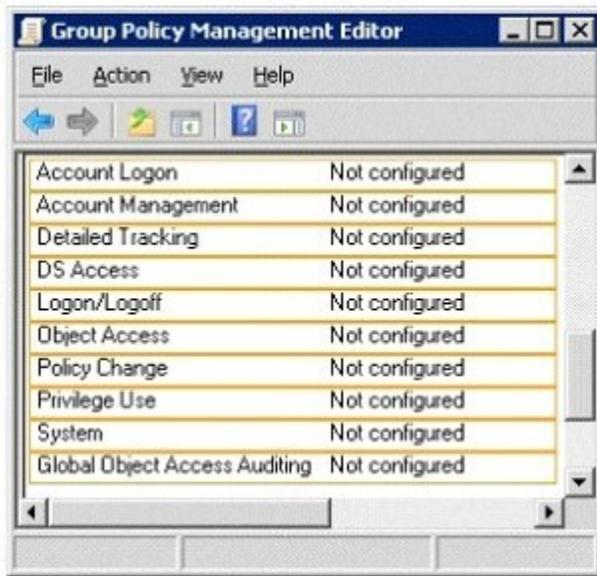 Group Policy Management Editor
File Action View Help
Account Logon Not configured
Account Management Not configured
Detailed Tracking Not configured
DS Access Not configured
Logon/Logoff Not configured
Object Access Not configured
Policy Change Not configured
Privilege Use Not configured
System Not configured
Global Object Access Auditing Not configured